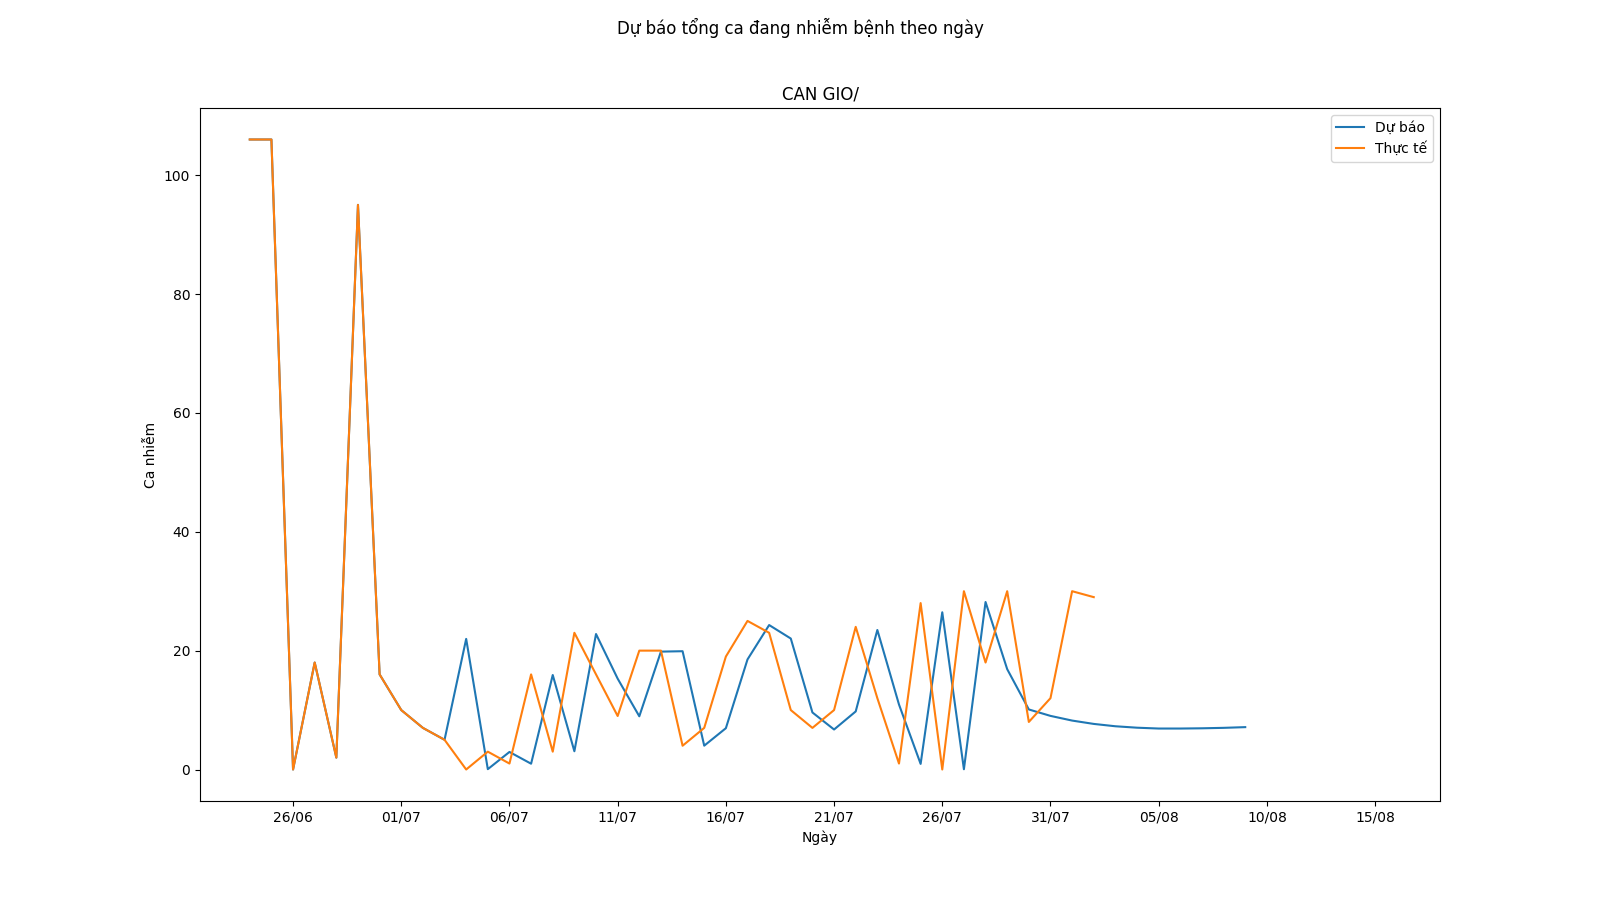 Dự báo tổng ca đang nhiễm bệnh theo ngày
CAN GIO/
Dự báo
Thực tế
100
80
60
40
20
0
Ca nhiễm
26/06
01/07
06/07
11/07
16/07
21/07
26/07
31/07
05/08
10/08
15/08
Ngày